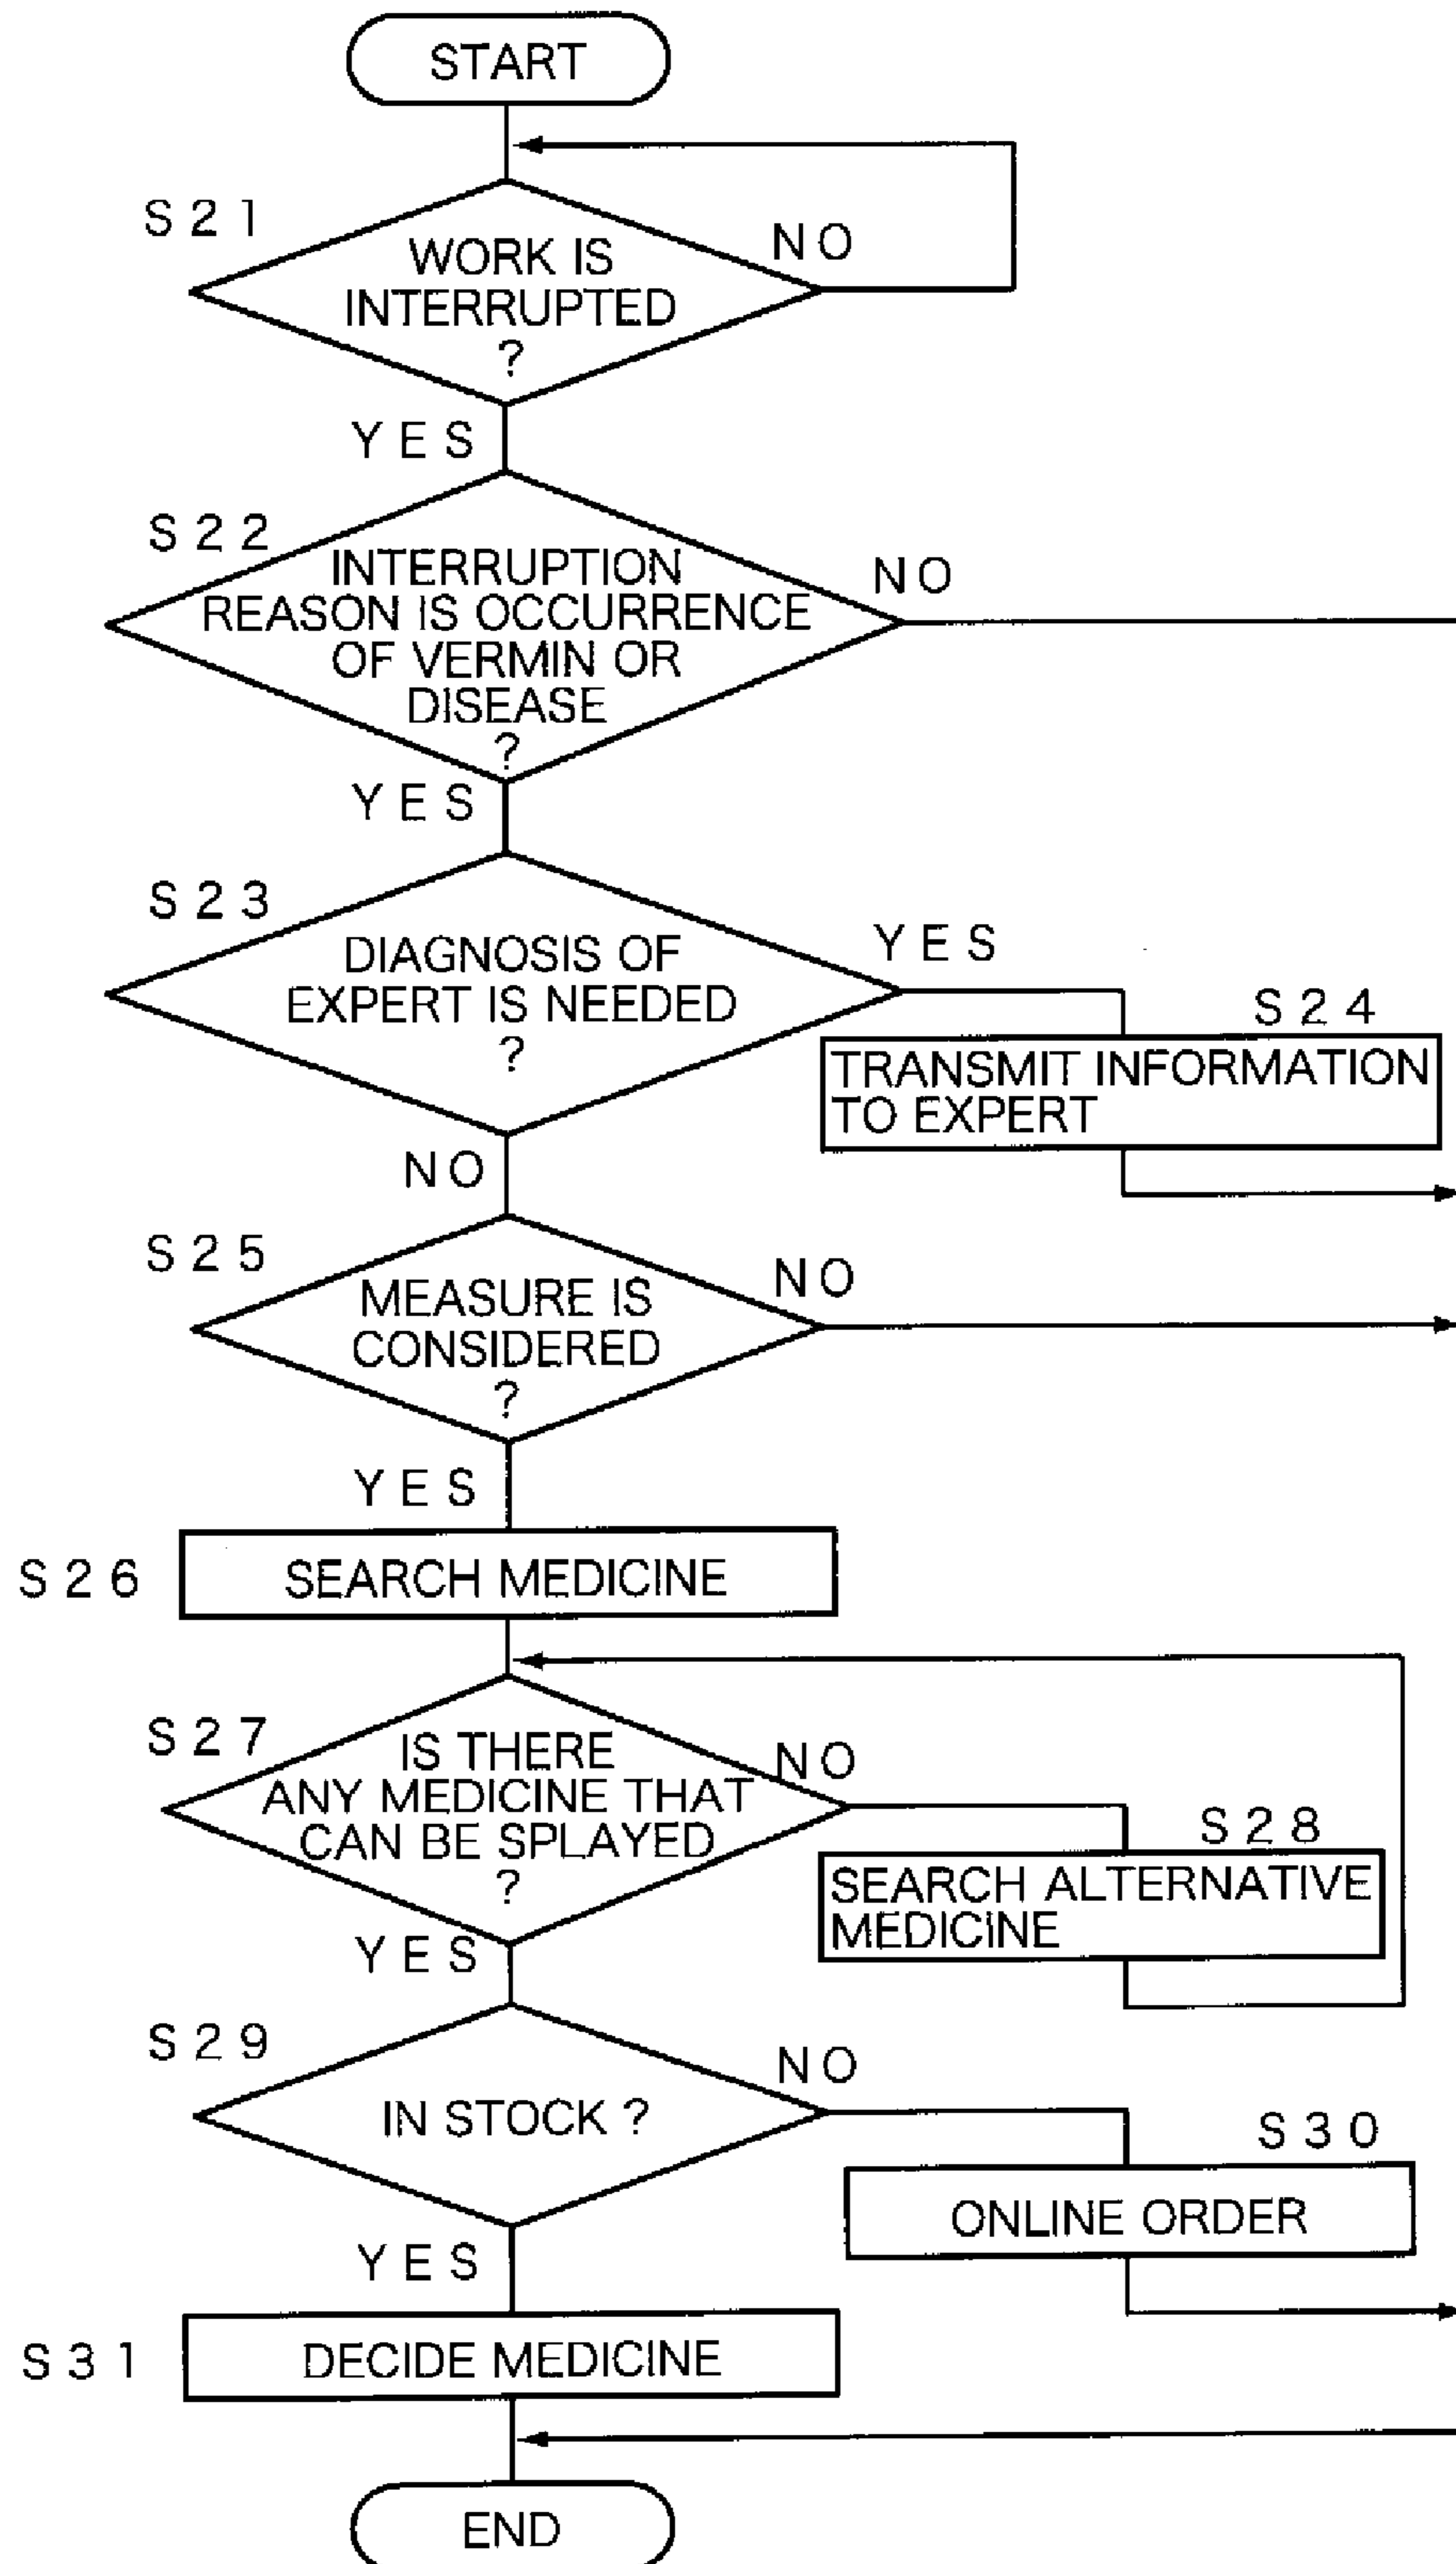 START
S21
WORK IS
INTERRUPTED
?
NO
YES
S22
INTERRUPTION
REASON IS OCCURRENCE
OF VERMIN OR
DISEASE
?
NO
YES
S23
DIAGNOSIS OF
EXPERT IS NEEDED
?
YES
S24
TRANSMIT INFORMATION
TO EXPERT
NO
S25
MEASURE IS
CONSIDERED
?
NO
YES
S26
SEARCH MEDICINE
S27
IS THERE
ANY MEDICINE THAT
CAN BE SPLAYED
?
NO
S28
SEARCH ALTERNATIVE
MEDICINE
YES
S29
IN STOCK ?
NO
S30
ONLINE ORDER
YES
S31
DECIDE MEDICINE
END